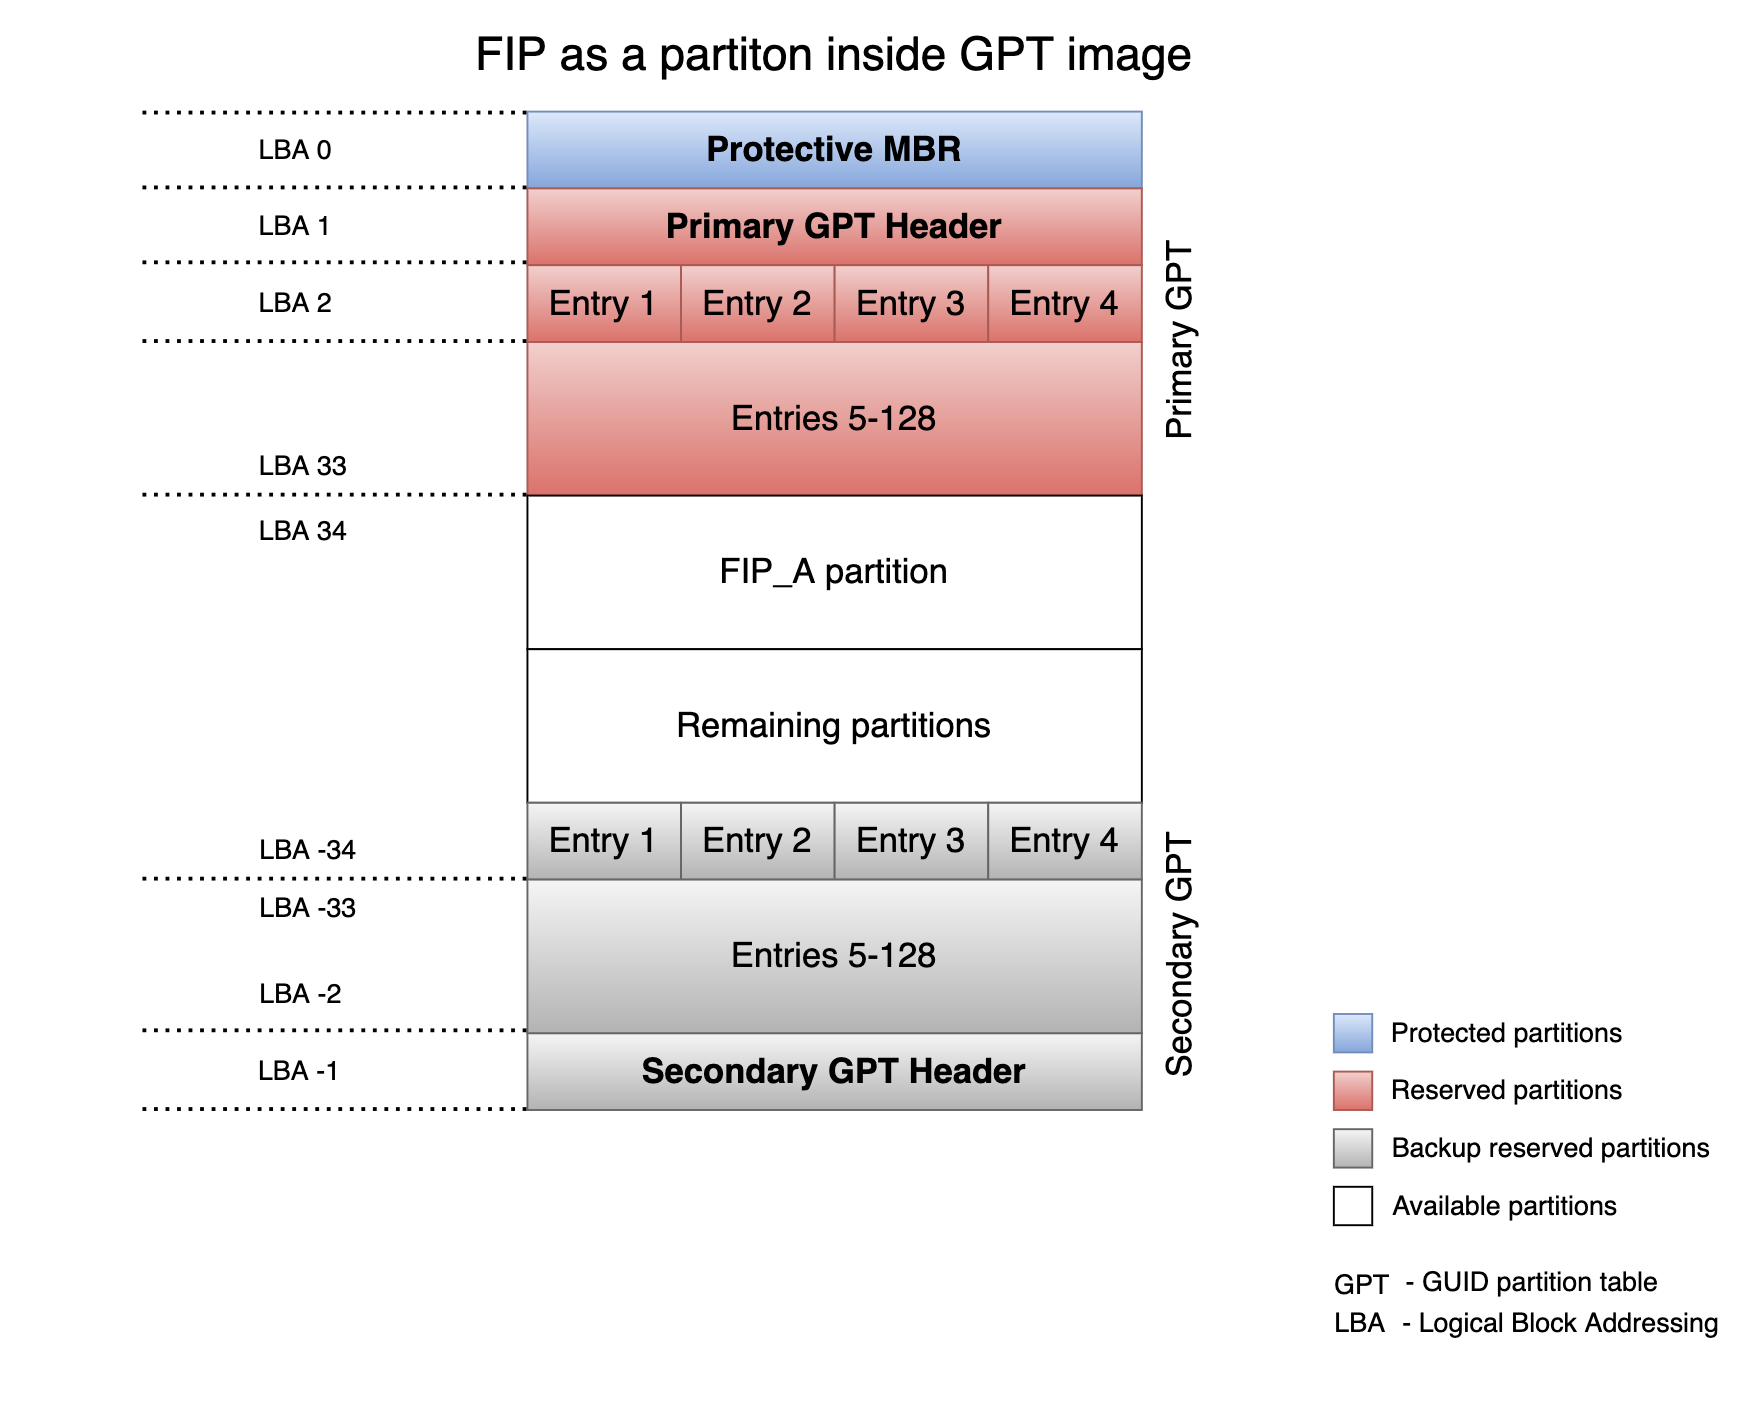 FIP as a partiton inside GPT image
LBA 0
Protective MBR
LBA 1
Primary GPT Header
LBA 2
Entry 1
Entry 2
Entry 3
Entry 4
Primary GPT
Entries 5-128
LBA 33
LBA 34
FIP_A partition
Remaining partitions
LBA -34
Entry 1
Entry 2
Entry 3
Entry 4
LBA -33
Entries 5-128
LBA -2
Secondary GPT
LBA -1
Secondary GPT Header
Protected partitions
Reserved partitions
Backup reserved partitions
Available partitions
GPT - GUID partition table
LBA - Logical Block Addressing